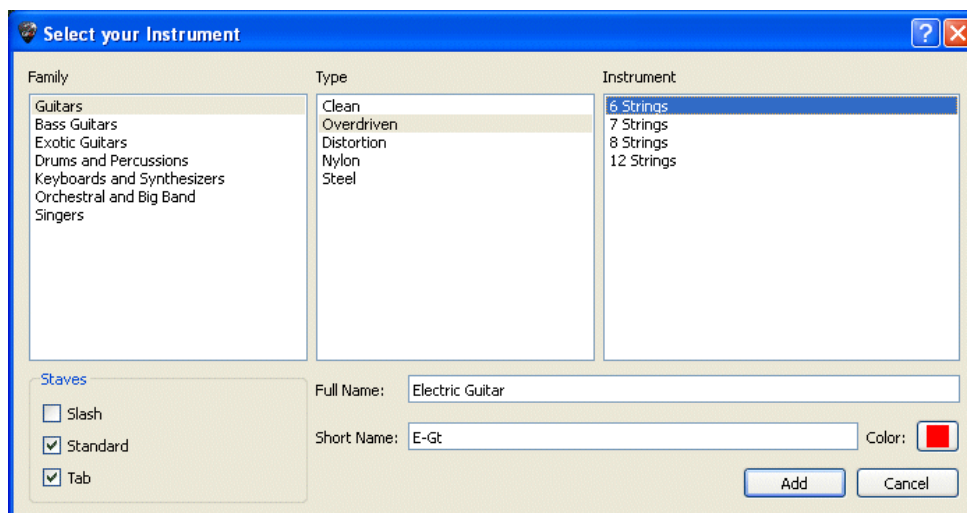 Select your Instrument
Family
Type
Instrument
Guitars
Bass Guitars
Exotic Guitars
Drums and Percussions
Keyboards and Synthesizers
Orchestral and Big Band
Singers
Clean
Overdriven
Distortion
Nylon
Steel
6 Strings
7 Strings
8 Strings
12 Strings
Staves
Slash
Standard
Tab
Full Name: Electric Guitar
Short Name: E-Gt Color:
Add Cancel